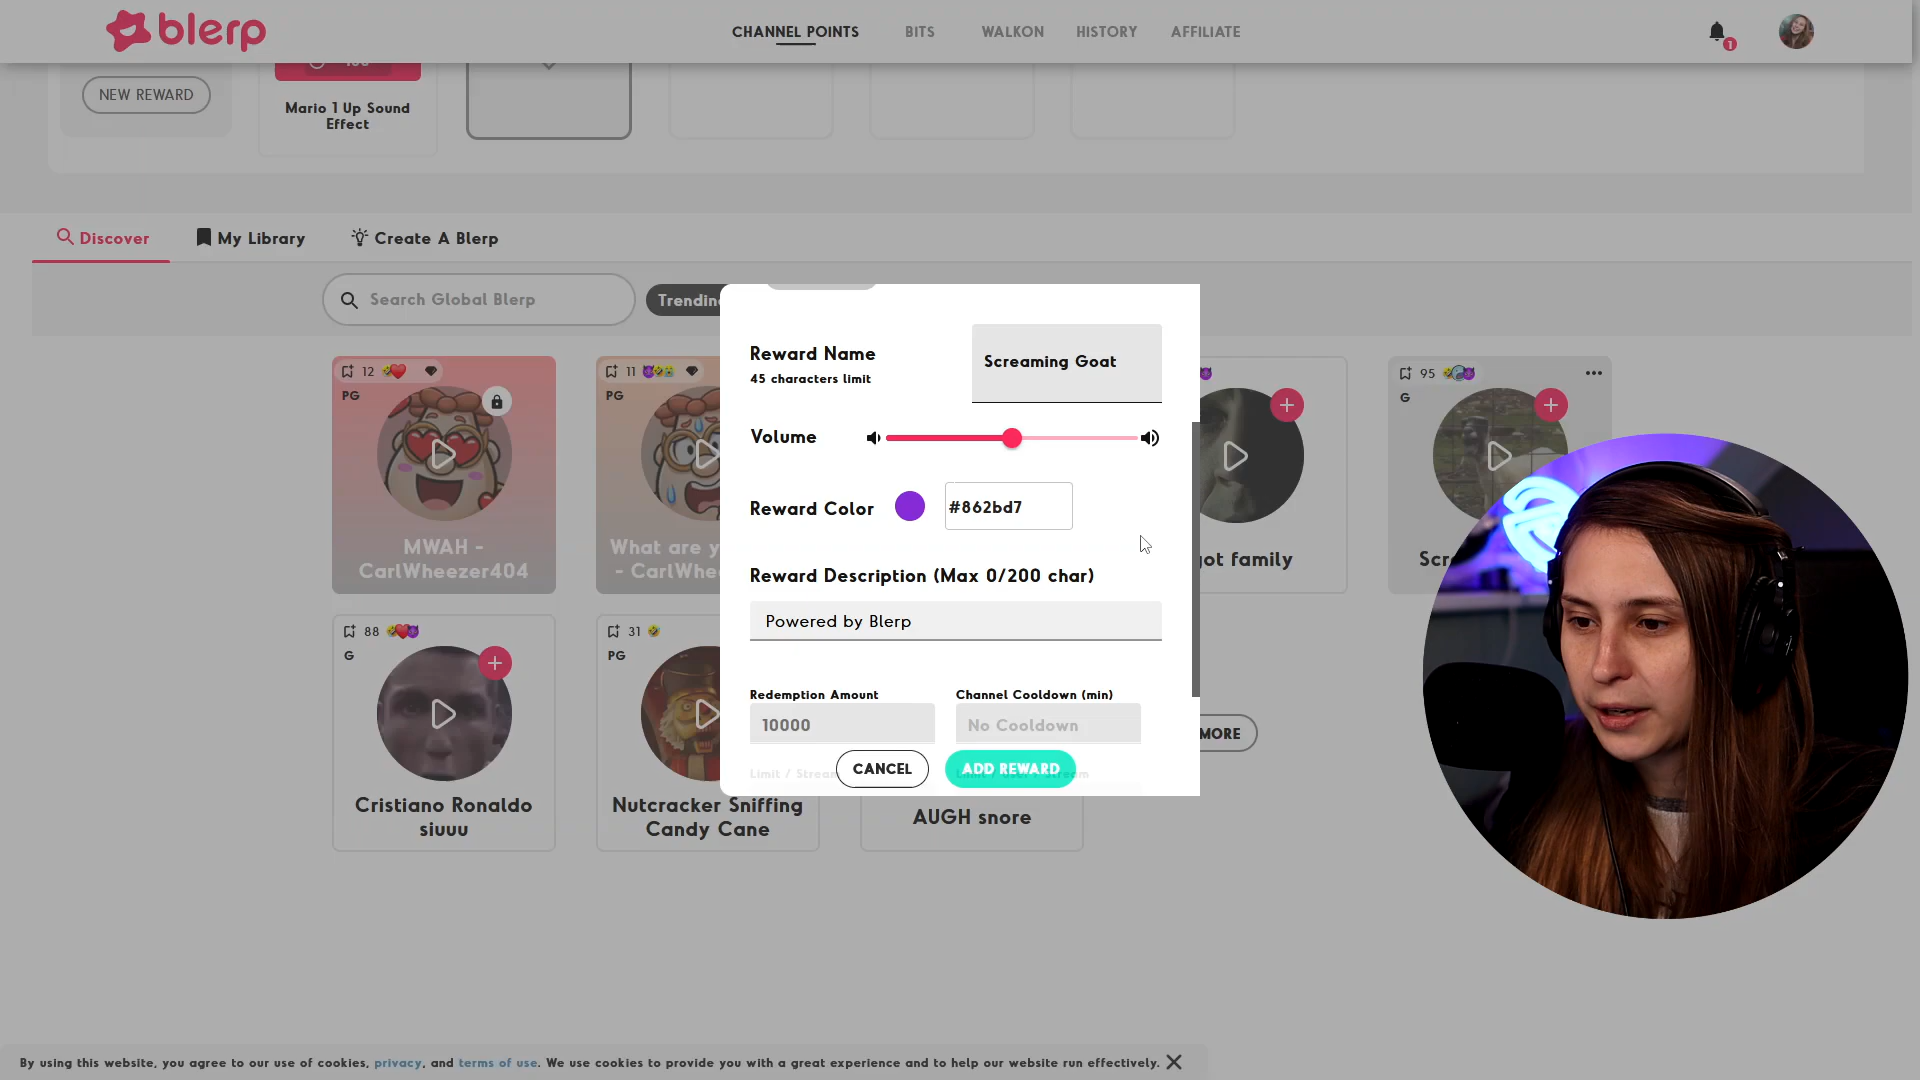 blerp
CHANNEL POINTS
BITS
WALKON
HISTORY
AFFILIATE
1
NEW REWARD
Mario 1 Up Sound
Effect
Discover
My Library
Create A Blerp
Search Global Blerp
Trending
Reward Name
45 characters limit
Screaming Goat
Volume
Reward Color
#862bd7
Reward Description (Max 0/200 char)
Powered by Blerp
Redemption Amount
Channel Cooldown (min)
10000
No Cooldown
Limit / Stream
CANCEL
ADD REWARD
12
PG
MWAH -
CarlWheezer404
11
PG
What are y
- CarlWhee
got family
95
G
Scr
88
G
Cristiano Ronaldo
siuuu
31
PG
Nutcracker Sniffing
Candy Cane
AUGH snore
MORE
By using this website, you agree to our use of cookies, privacy, and terms of use. We use cookies to provide you with a great experience and to help our website run effectively.